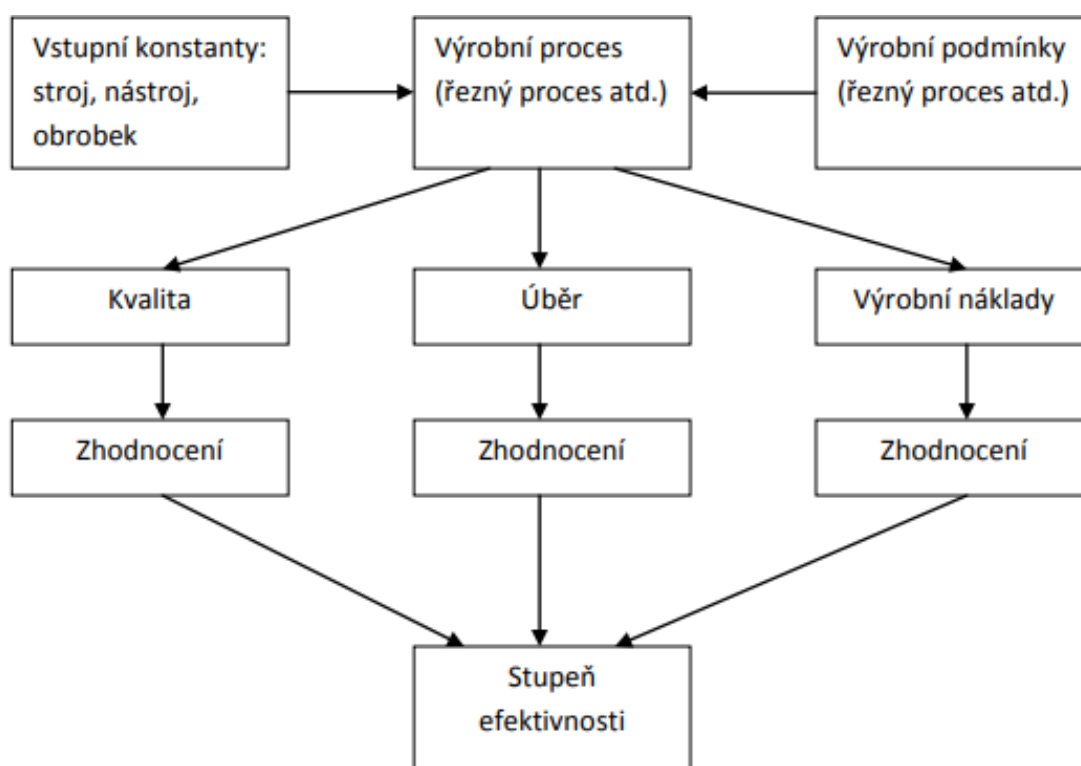 Vstupní konstanty:
stroj, nástroj,
obrobek
Výrobní proces
(řezný proces atd.)
Výrobní podmínky
(řezný proces atd.)
Kvalita
Úběr
Výrobní náklady
Zhodnocení
Zhodnocení
Zhodnocení
Stupeň
efektivnosti